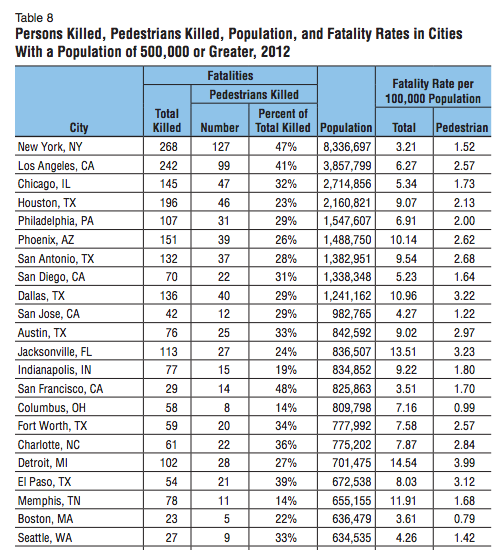 Table 8
Persons Killed, Pedestrians Killed, Population, and Fatality Rates in Cities
With a Population of 500,000 or Greater, 2012
Fatalities
Fatality Rate per
100,000 Population
Pedestrians Killed
Total
Killed
Percent of
Total Killed
City Number Population Total Pedestrian
New York, NY 268 127 47% 8,336,697 3.21 1.52
Los Angeles, CA 242 99 41% 3,857,799 6.27 2.57
Chicago, IL 145 47 32% 2,714,856 5.34 1.73
Houston, TX 196 46 23% 2,160,821 9.07 2.13
Philadelphia, PA 107 31 29% 1,547,607 6.91 2.00
Phoenix, AZ 151 39 26% 1,488,750 10.14 2.62
San Antonio, TX 132 37 28% 1,382,951 9.54 2.68
San Diego, CA 70 22 31% 1,338,348 5.23 1.64
Dallas, TX 136 40 29% 1,241,162 10.96 3.22
San Jose, CA 42 12 29% 982,765 4.27 1.22
Austin, TX 76 25 33% 842,592 9.02 2.97
Jacksonville, FL 113 27 24% 836,507 13.51 3.23
Indianapolis, IN 77 15 19% 834,852 9.22 1.80
San Francisco, CA 29 14 48% 825,863 3.51 1.70
Columbus, OH 58 8 14% 809,798 7.16 0.99
Fort Worth, TX 59 20 34% 777,992 7.58 2.57
Charlotte, NC 61 22 36% 775,202 7.87 2.84
Detroit, MI 102 28 27% 701,475 14.54 3.99
El Paso, TX 54 21 39% 672,538 8.03 3.12
Memphis, TN 78 11 14% 655,155 11.91 1.68
Boston, MA 23 5 22% 636,479 3.61 0.79
Seattle, WA 27 9 33% 634,535 4.26 1.42